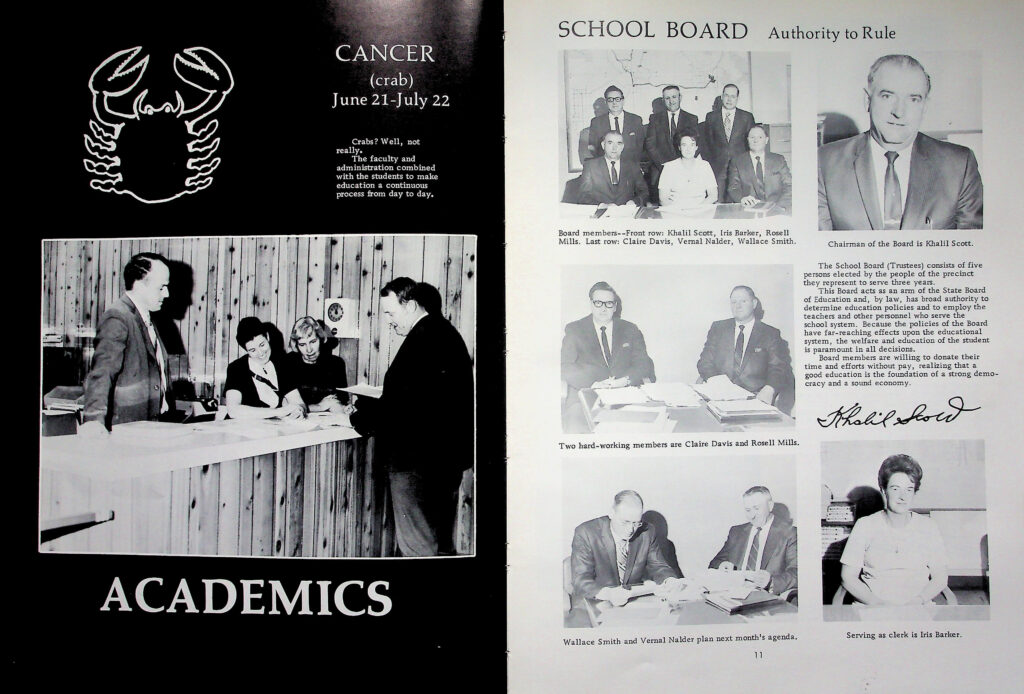 CANCER
(crab)
June 21-July 22
Crabs? Well, not
really.
The faculty and
administration combined
with the students to make
education a continuous
process from day to day.
ACADEMICS
SCHOOL BOARD Authority to Rule
Board members--Front row: Khalil Scott, Iris Barker, Rosell
Mills. Last row: Claire Davis, Vernal Nalder, Wallace Smith.
Chairman of the Board is Khalil Scott.
The School Board (Trustees) consists of five
persons elected by the people of the precinct
they represent to serve three years.
This Board acts as an arm of the State Board
of Education and, by law, has broad authority to
determine education policies and to employ the
teachers and other personnel who serve the
school system. Because the policies of the Board
have far-reaching effects upon the educational
system, the welfare and education of the student
is paramount in all decisions.
Board members are willing to donate their
time and efforts without pay, realizing that a
good education is the foundation of a strong demo-
cracy and a sound economy.
Khalil Scott
Two hard-working members are Claire Davis and Rosell Mills.
Wallace Smith and Vernal Nalder plan next month's agenda.
Serving as clerk is Iris Barker.
11